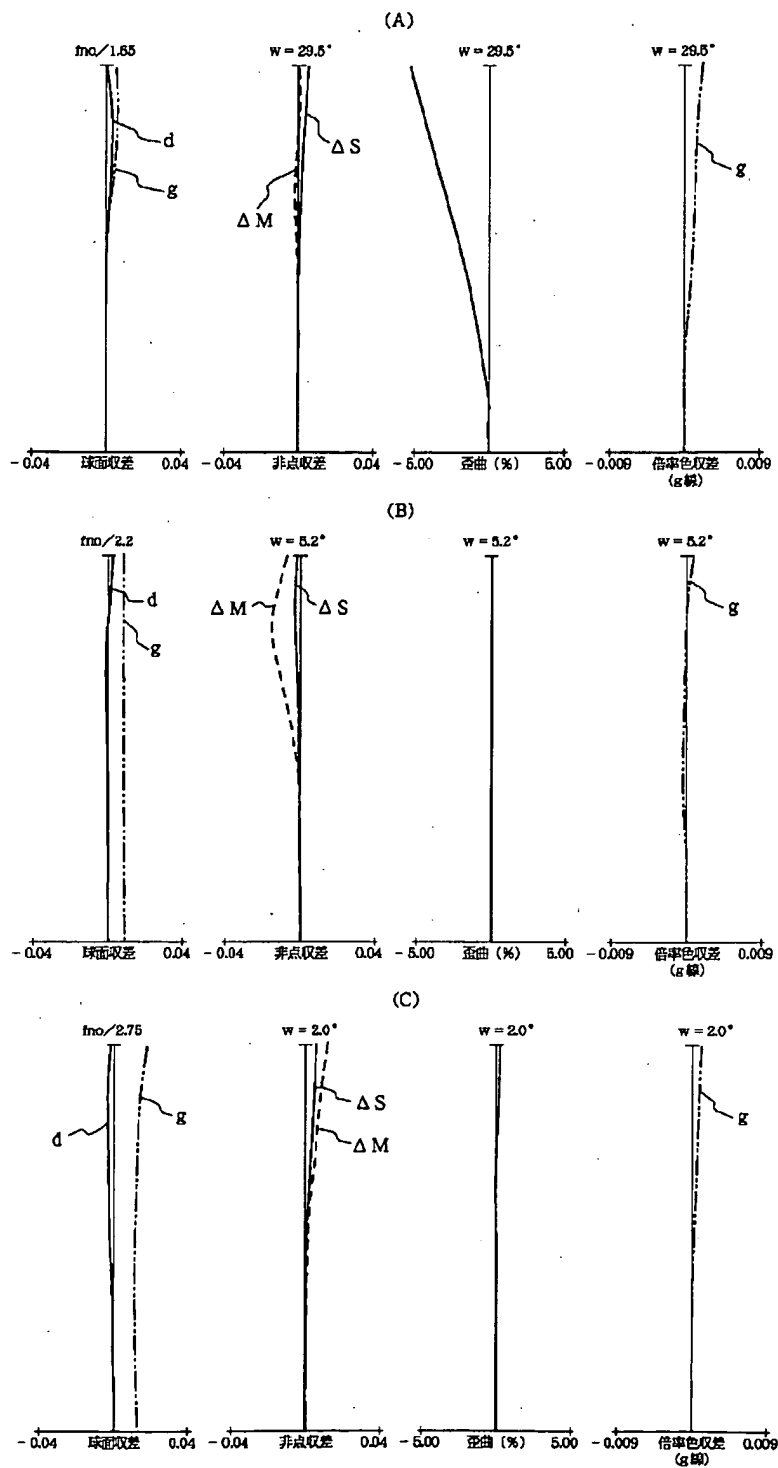 (A)
fno/1.65 w = 29.5° w = 29.5° w = 29.5°
d
g
ΔS
ΔM
g
-0.04 球面収差 0.04 -0.04 非点収差 0.04 -5.00 歪曲 (%) 5.00 -0.009 倍率色収差 0.009
(g線)
(B)
fno/2.2 w = 5.2° w = 5.2° w = 5.2°
d
g
ΔM
ΔS
g
-0.04 球面収差 0.04 -0.04 非点収差 0.04 -5.00 歪曲 (%) 5.00 -0.009 倍率色収差 0.009
(g線)
(C)
fno/2.75 w = 2.0° w = 2.0° w = 2.0°
d
g
ΔS
ΔM
g
-0.04 球面収差 0.04 -0.04 非点収差 0.04 -5.00 歪曲 (%) 5.00 -0.009 倍率色収差 0.009
(g線)